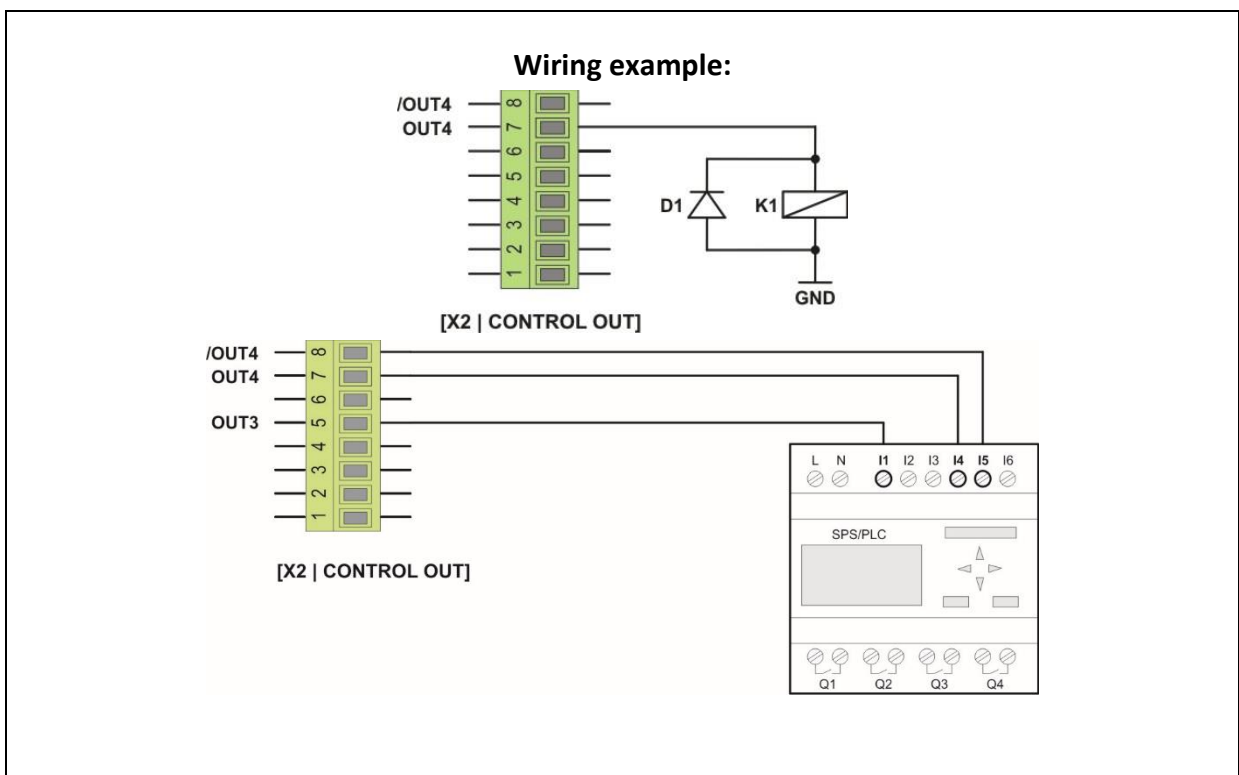 Wiring example:
/OUT4
OUT4
8
7
6
5
4
3
2
1
D1
K1
GND
[X2 | CONTROL OUT]
/OUT4
OUT4
OUT3
8
7
6
5
4
3
2
1
[X2 | CONTROL OUT]
L N I1 I2 I3 I4 I5 I6
SPS/PLC
Q1 Q2 Q3 Q4